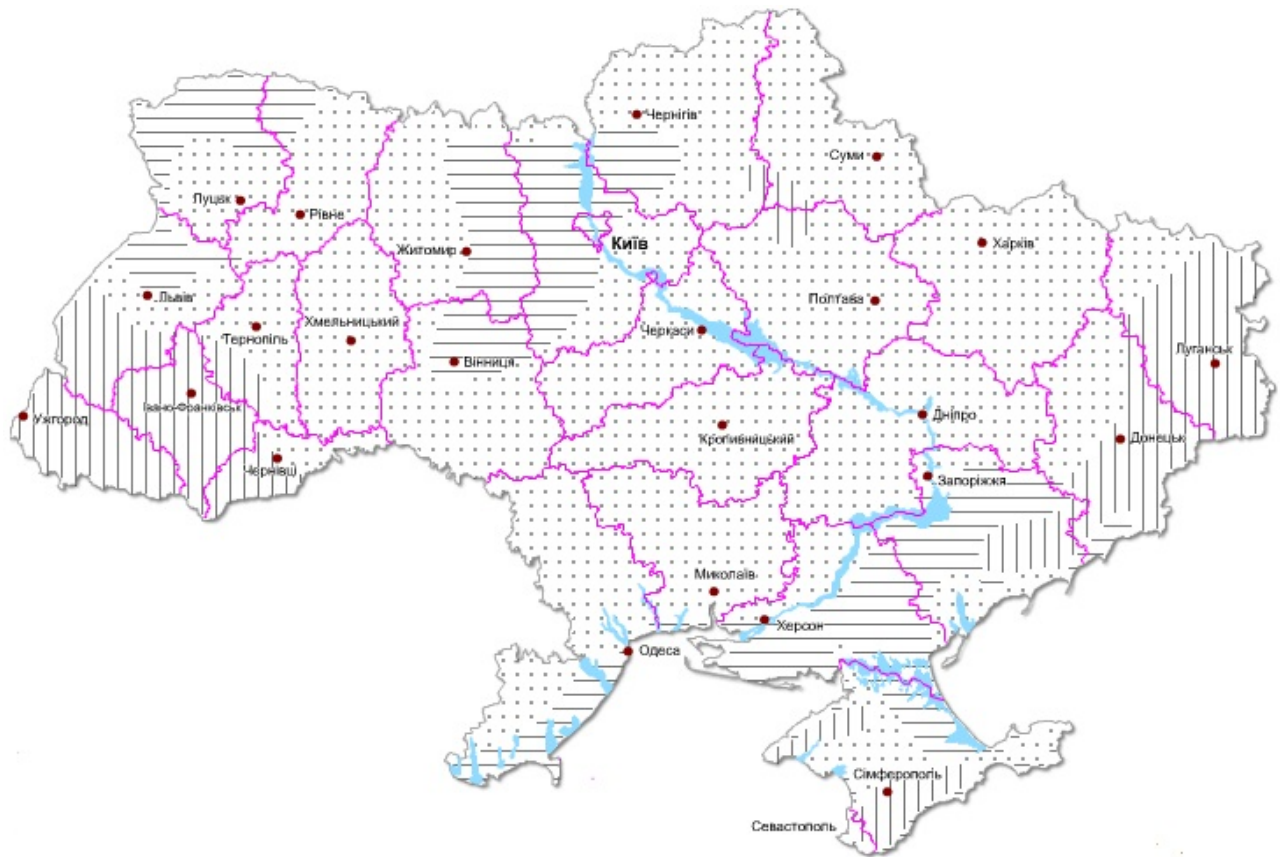 Чернігів
Суми
Луцьк
Рівне
Київ
Харків
Житомир
Львів
Полтава
Хмельницький
Тернопіль
Черкаси
Луганськ
Вінниця
Івано-Франківськ
Ужгород
Дніпро
Кропивницький
Донецьк
Чернівці
Запоріжжя
Миколаїв
Херсон
Одеса
Сімферополь
Севастополь